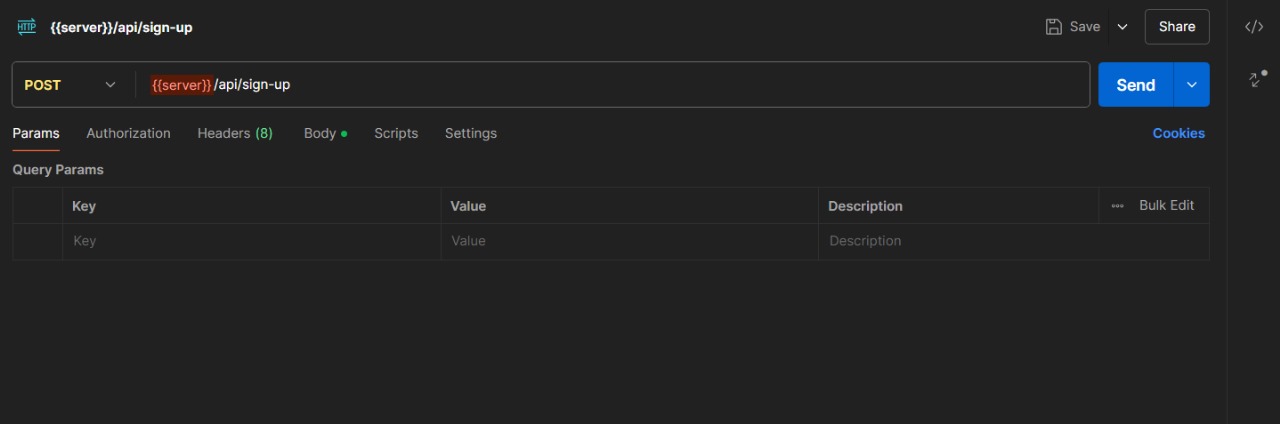 HTTP {{server}}/api/sign-up Save Share </>
POST {{server}}/api/sign-up Send
Params Authorization Headers (8) Body Scripts Settings Cookies
Query Params
Key Value Description Bulk Edit
Key Value Description